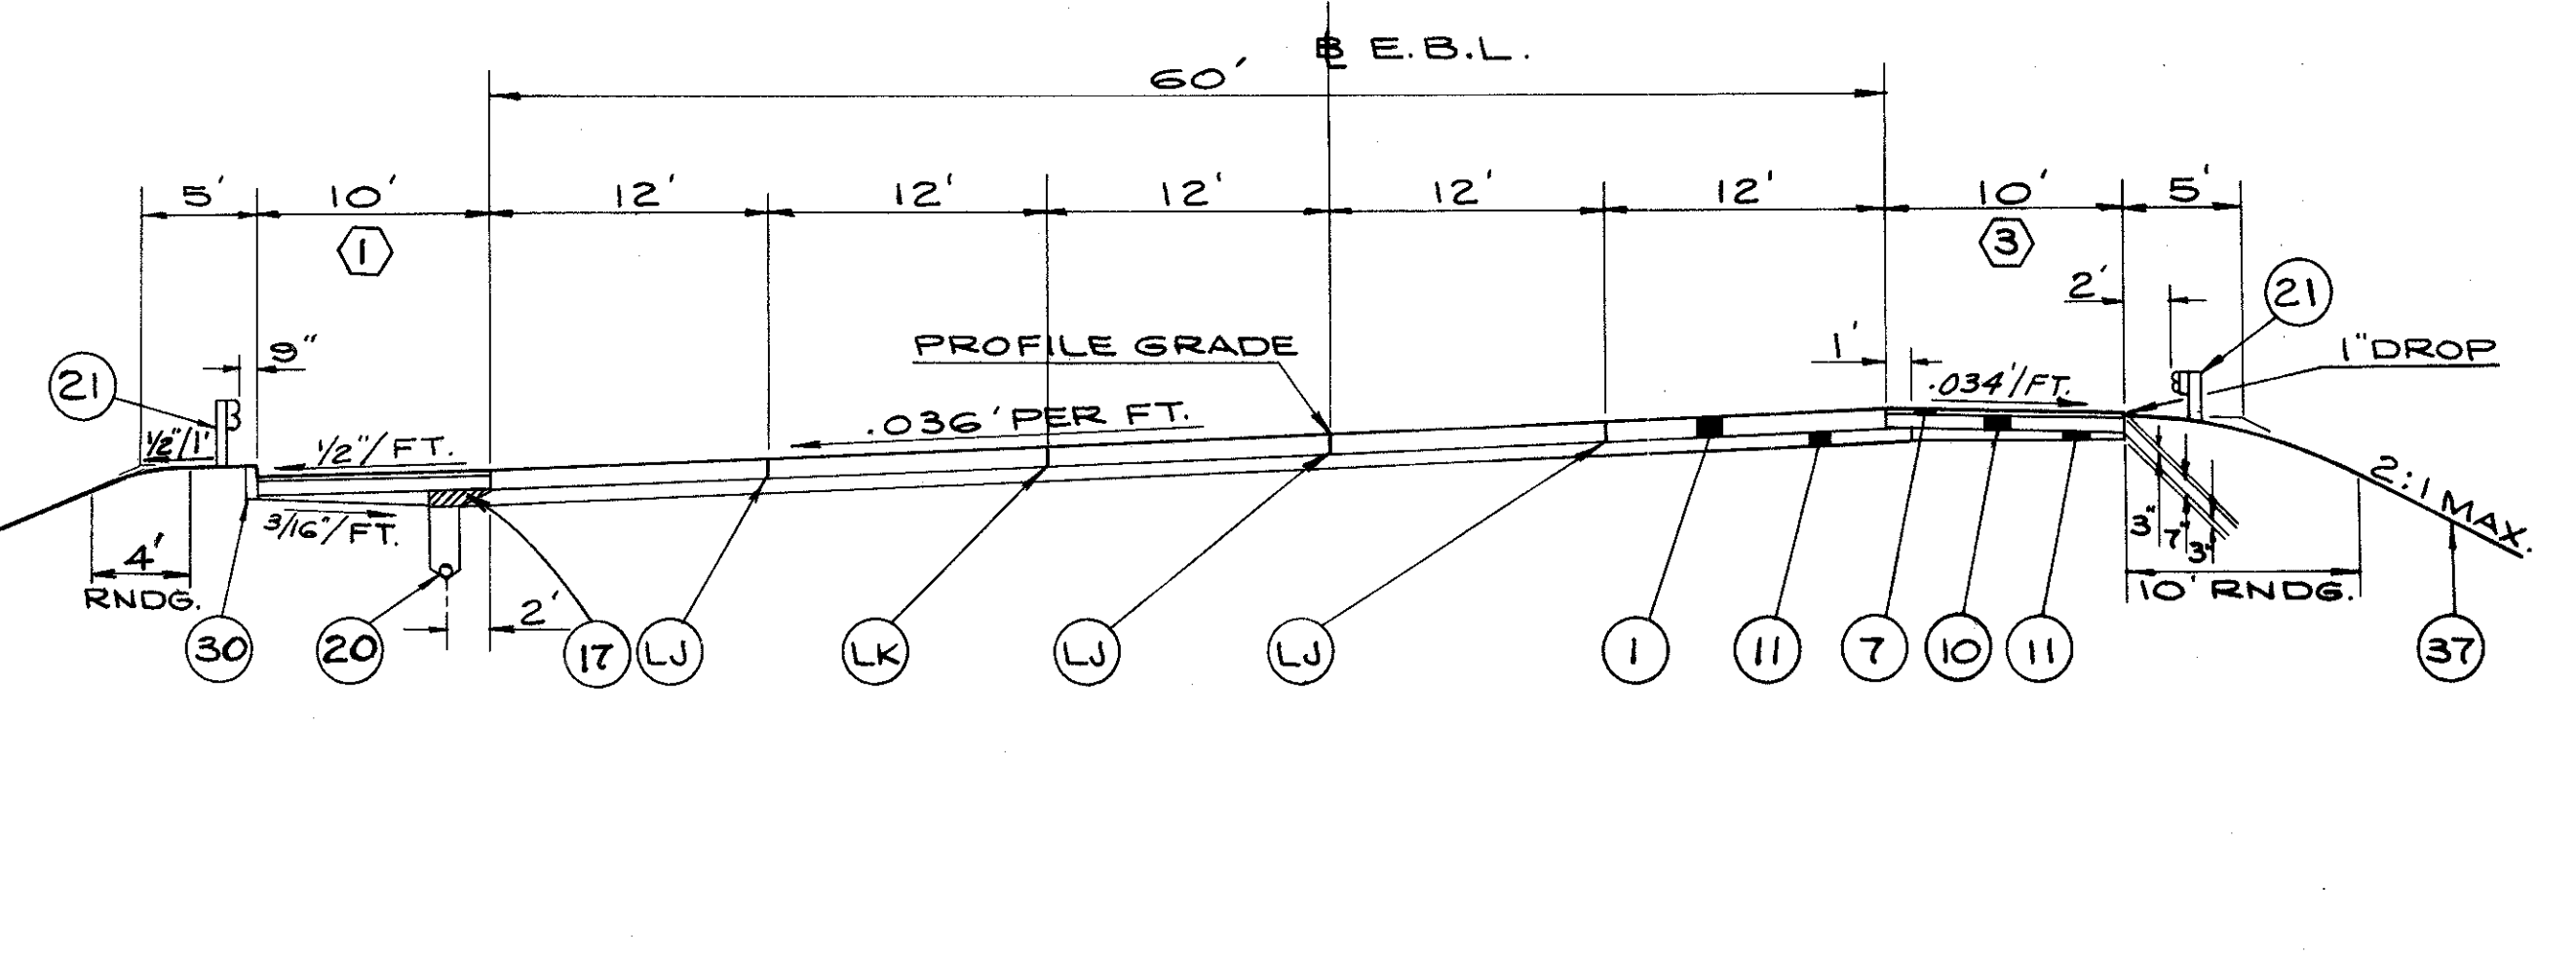 ℄ E.B.L.
60'
5' 10' 12' 12' 12' 12' 12' 10' 5'
1 3
2' 21
9" PROFILE GRADE 1' 1" DROP
21 .036' PER FT. .034'/FT.
1/2"/1' 1/2"/FT.
2:1 MAX.
3/16"/FT. 3" 7" 3"
4'
RNDG. 2' 10' RNDG.
30 20 17 LJ LK LJ LJ 1 11 7 10 11 37